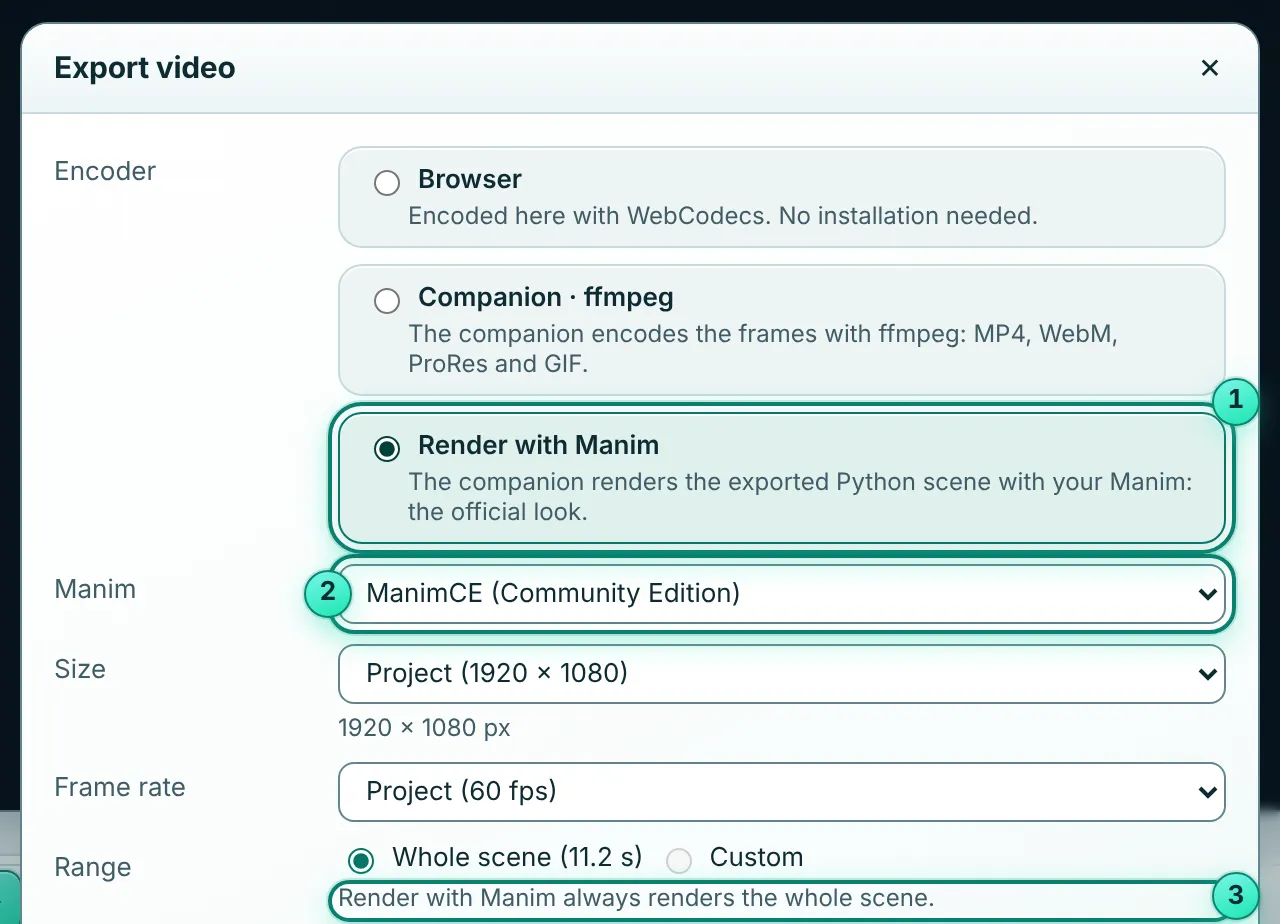 Export video
Encoder
Browser
Encoded here with WebCodecs. No installation needed.
Companion · ffmpeg
The companion encodes the frames with ffmpeg: MP4, WebM,
ProRes and GIF.
1
Render with Manim
The companion renders the exported Python scene with your Manim:
the official look.
Manim
2
ManimCE (Community Edition)
Size
Project (1920 × 1080)
1920 × 1080 px
Frame rate
Project (60 fps)
Range
Whole scene (11.2 s)
Custom
Render with Manim always renders the whole scene.
3